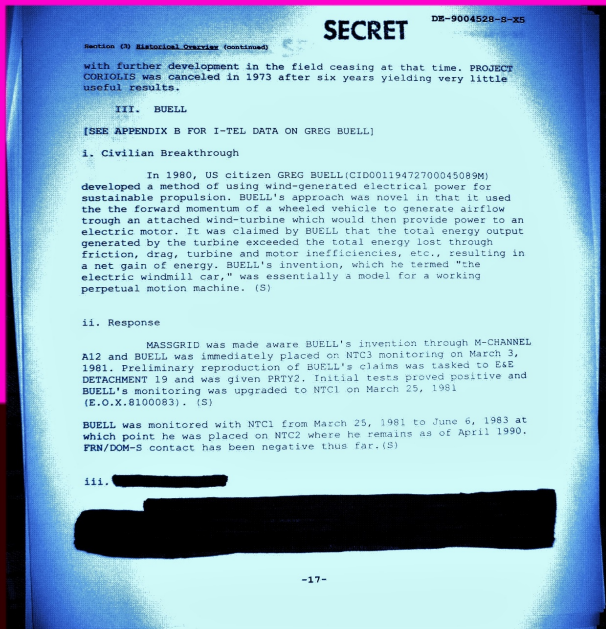 SECRET
DE-9004528-S-X5
Section (3) Historical Overview (continued)
with further development in the field ceasing at that time. PROJECT
CORIOLIS was canceled in 1973 after six years yielding very little
useful results.
III. BUELL
[SEE APPENDIX B FOR I-TEL DATA ON GREG BUELL]
i. Civilian Breakthrough
In 1980, US citizen GREG BUELL(CID00119472700045089M)
developed a method of using wind-generated electrical power for
sustainable propulsion. BUELL's approach was novel in that it used
the the forward momentum of a wheeled vehicle to generate airflow
trough an attached wind-turbine which would then provide power to an
electric motor. It was claimed by BUELL that the total energy output
generated by the turbine exceeded the total energy lost through
friction, drag, turbine and motor inefficiencies, etc., resulting in
a net gain of energy. BUELL's invention, which he termed "the
electric windmill car," was essentially a model for a working
perpetual motion machine. (S)
ii. Response
MASSGRID was made aware BUELL's invention through M-CHANNEL
A12 and BUELL was immediately placed on NTC3 monitoring on March 3,
1981. Preliminary reproduction of BUELL's claims was tasked to E&E
DETACHMENT 19 and was given PRTY2. Initial tests proved positive and
BUELL's monitoring was upgraded to NTC1 on March 25, 1981
(E.O.X.8100083). (S)
BUELL was monitored with NTC1 from March 25, 1981 to June 6, 1983 at
which point he was placed on NTC2 where he remains as of April 1990.
FRN/DOM-S contact has been negative thus far.(S)
iii.
-17-